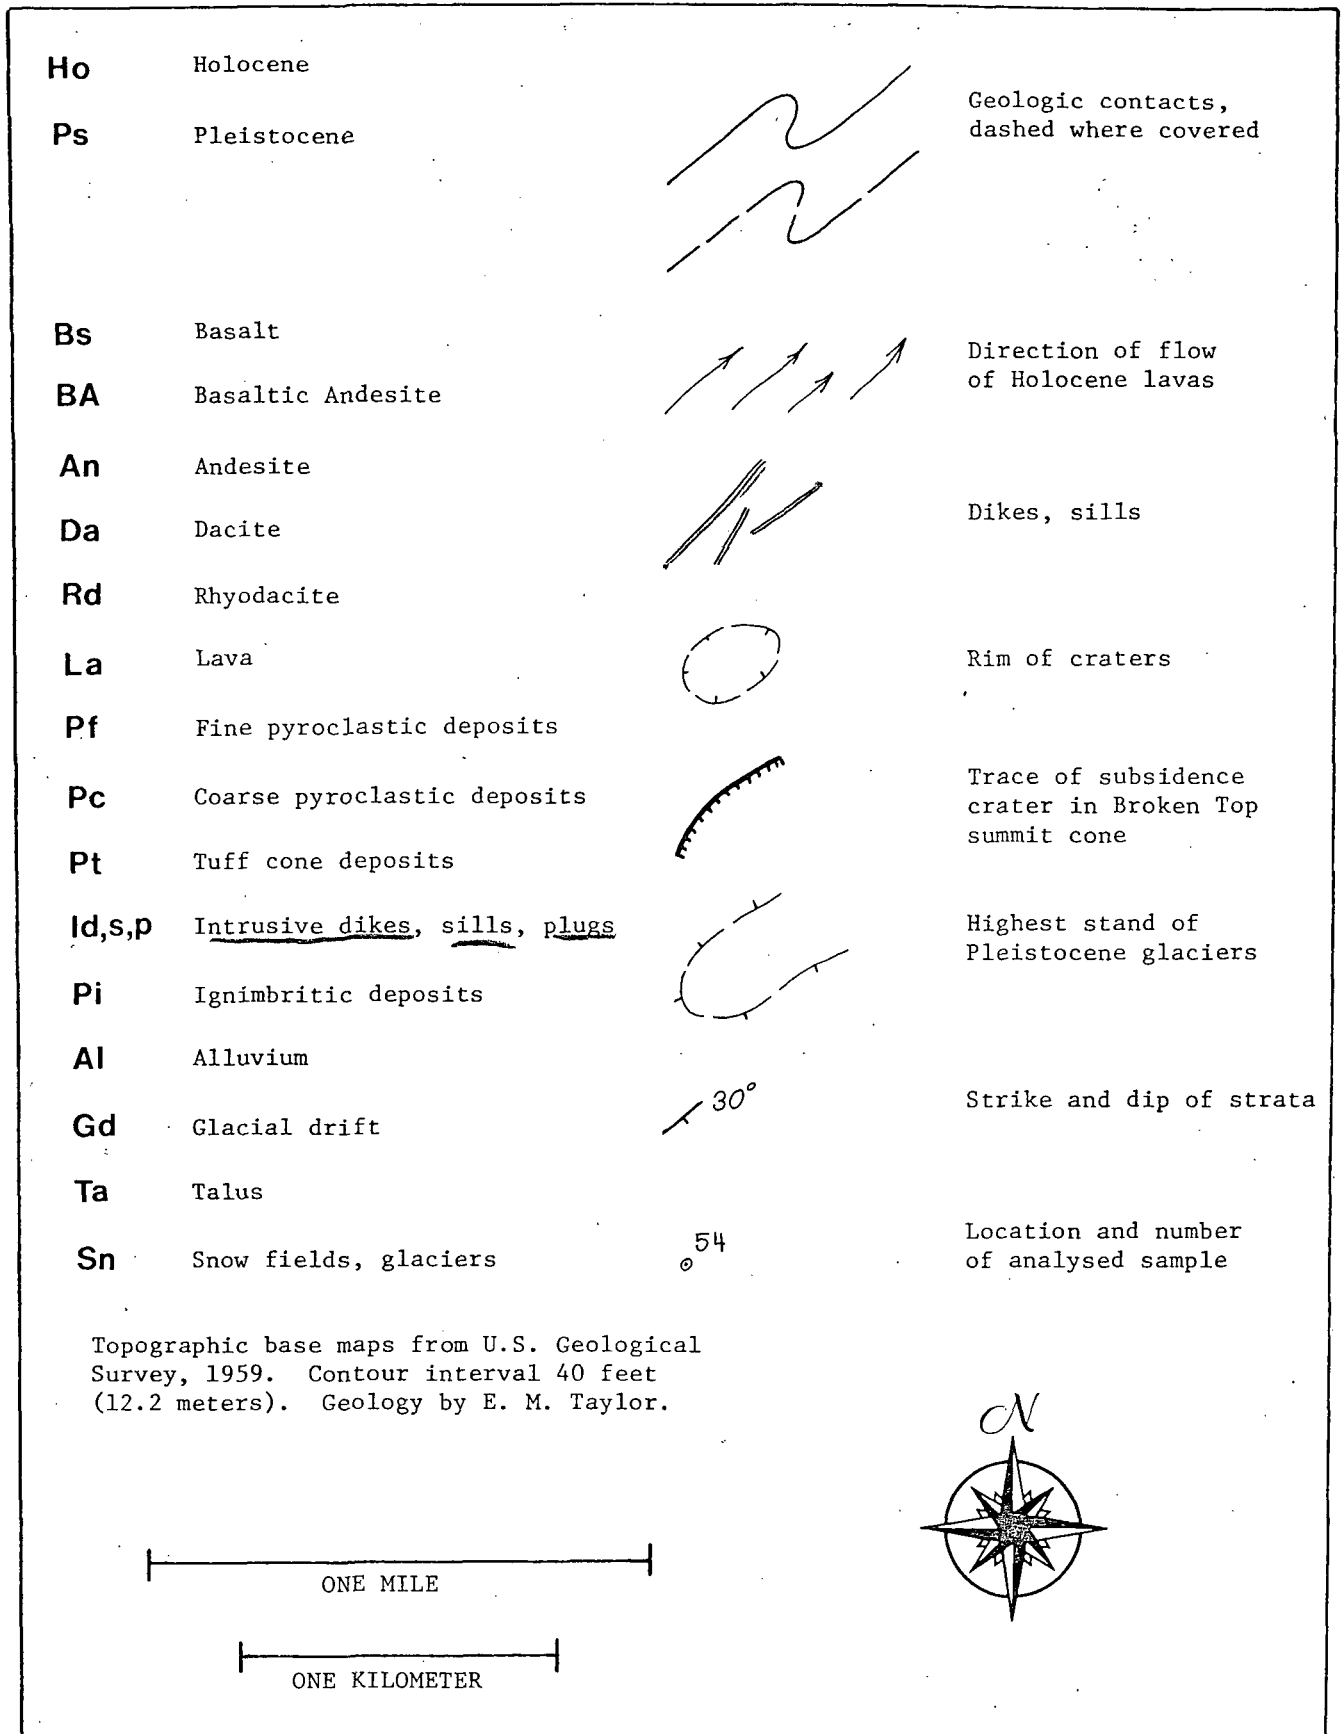 Ho Holocene
Ps Pleistocene
Geologic contacts,
dashed where covered
Bs Basalt
BA Basaltic Andesite
Direction of flow
of Holocene lavas
An Andesite
Da Dacite
Dikes, sills
Rd Rhyodacite
La Lava
Rim of craters
Pf Fine pyroclastic deposits
Pc Coarse pyroclastic deposits
Trace of subsidence
crater in Broken Top
summit cone
Pt Tuff cone deposits
Id,s,p Intrusive dikes, sills, plugs
Highest stand of
Pleistocene glaciers
Pi Ignimbritic deposits
Al Alluvium
30° Strike and dip of strata
Gd Glacial drift
Ta Talus
Sn Snow fields, glaciers
54 Location and number
of analysed sample
Topographic base maps from U.S. Geological
Survey, 1959. Contour interval 40 feet
(12.2 meters). Geology by E. M. Taylor.
N
ONE MILE
ONE KILOMETER